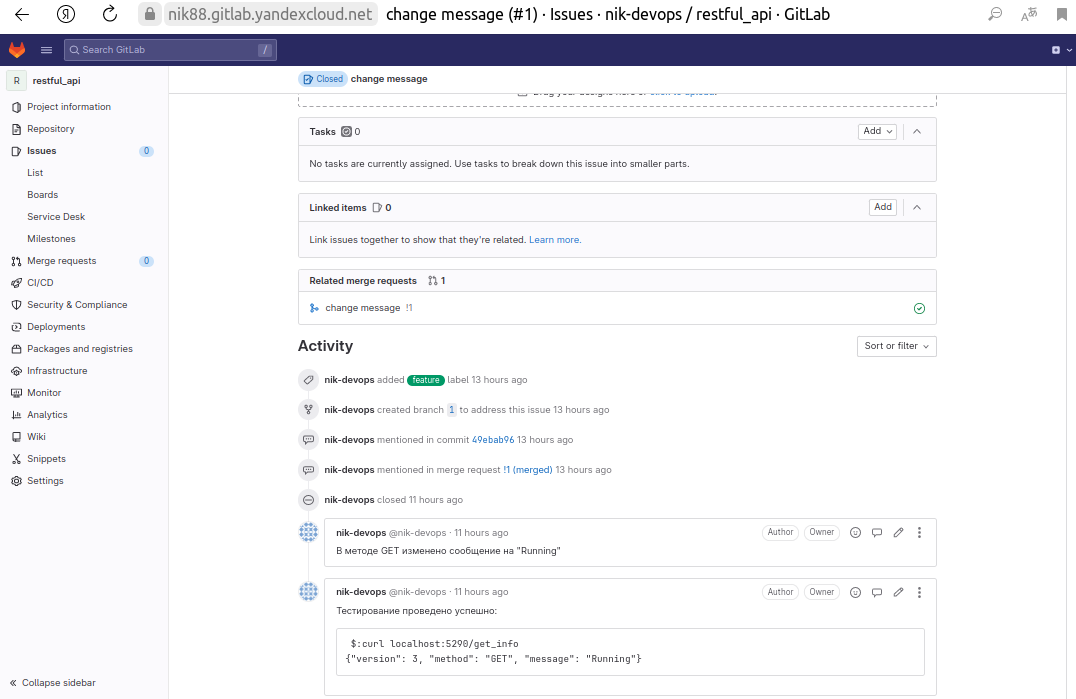 nik88.gitlab.yandexcloud.net change message (#1) · Issues · nik-devops / restful_api · GitLab
Search GitLab /
R restful_api
Project information
Repository
Issues 0
List
Boards
Service Desk
Milestones
Merge requests 0
CI/CD
Security & Compliance
Deployments
Packages and registries
Infrastructure
Monitor
Analytics
Wiki
Snippets
Settings
Collapse sidebar
Closed change message
Drag your designs here or click to upload.
Tasks 0 Add
No tasks are currently assigned. Use tasks to break down this issue into smaller parts.
Linked items 0 Add
Link issues together to show that they're related. Learn more.
Related merge requests 1
change message !1
Activity Sort or filter
nik-devops added feature label 13 hours ago
nik-devops created branch 1 to address this issue 13 hours ago
nik-devops mentioned in commit 49ebab96 13 hours ago
nik-devops mentioned in merge request !1 (merged) 13 hours ago
nik-devops closed 11 hours ago
nik-devops @nik-devops · 11 hours ago Author Owner
В методе GET изменено сообщение на "Running"
nik-devops @nik-devops · 11 hours ago Author Owner
Тестирование проведено успешно:
$:curl localhost:5290/get_info
{"version": 3, "method": "GET", "message": "Running"}